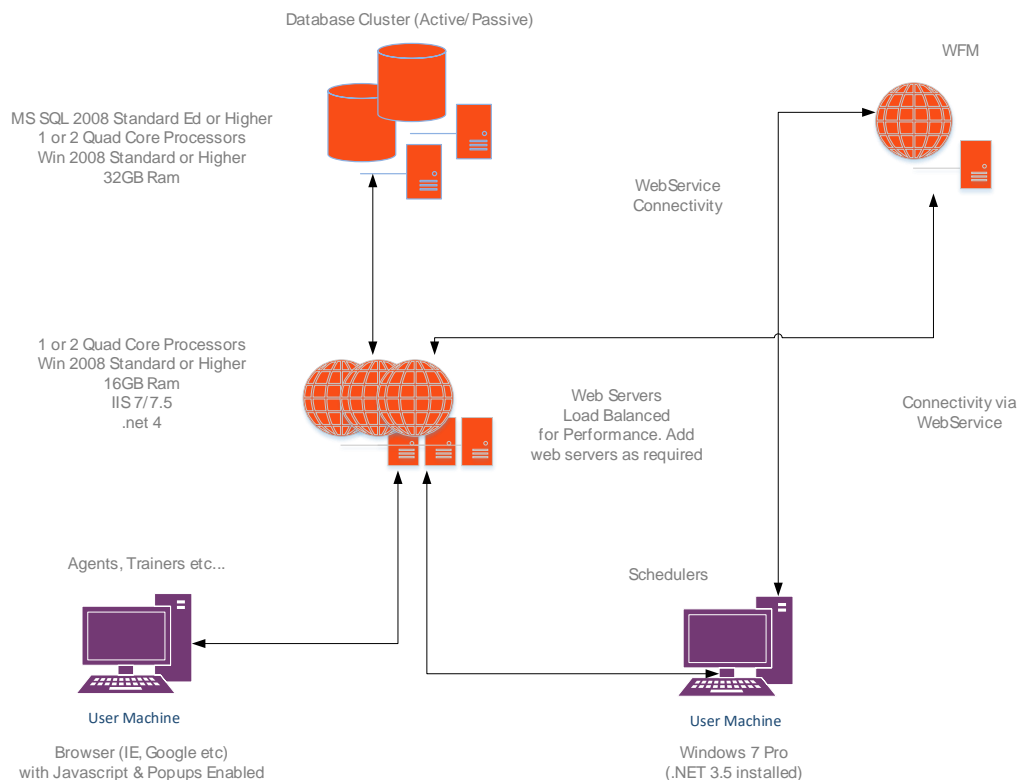 Database Cluster (Active/ Passive)
WFM
MS SQL 2008 Standard Ed or Higher
1 or 2 Quad Core Processors
Win 2008 Standard or Higher
32GB Ram
WebService
Connectivity
1 or 2 Quad Core Processors
Win 2008 Standard or Higher
16GB Ram
IIS 7/7.5
.net 4
Web Servers
Load Balanced
for Performance. Add
web servers as required
Connectivity via
WebService
Agents, Trainers etc...
Schedulers
User Machine
Browser (IE, Google etc)
with Javascript & Popups Enabled
User Machine
Windows 7 Pro
(.NET 3.5 installed)